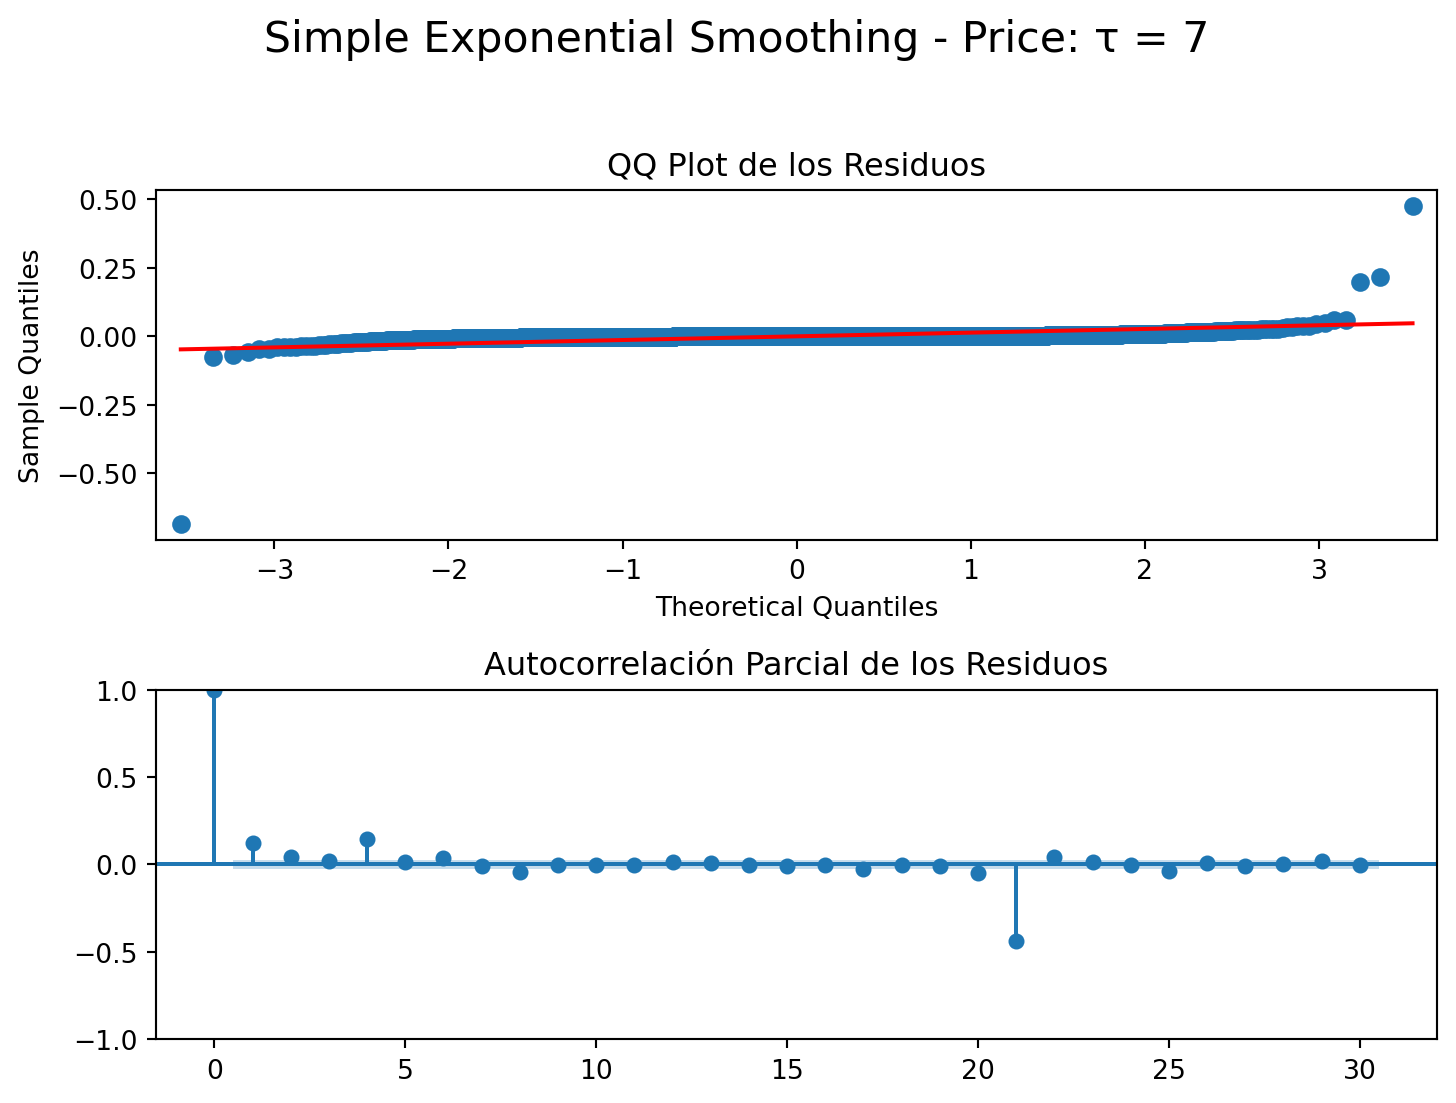 Simple Exponential Smoothing - Price: τ = 7
QQ Plot de los Residuos
0.50
0.25
0.00
−0.25
−0.50
Sample Quantiles
−3 −2 −1 0 1 2 3
Theoretical Quantiles
Autocorrelación Parcial de los Residuos
1.0
0.5
0.0
−0.5
−1.0
0 5 10 15 20 25 30